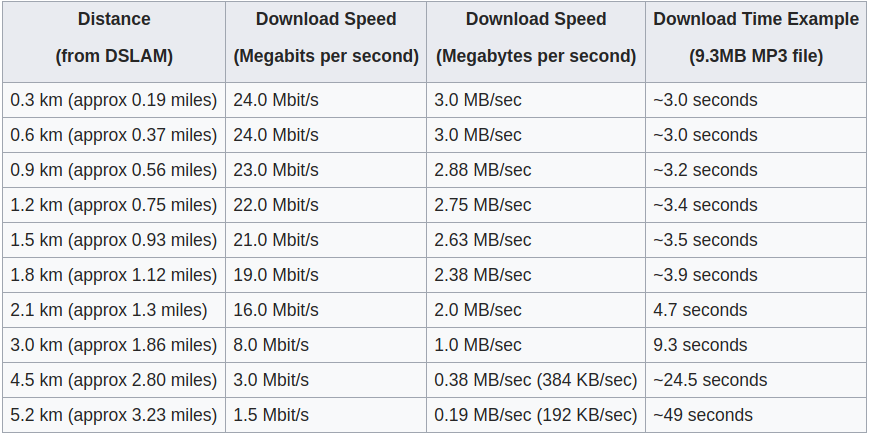 Distance Download Speed Download Speed Download Time Example
(from DSLAM) (Megabits per second) (Megabytes per second) (9.3MB MP3 file)
0.3 km (approx 0.19 miles) 24.0 Mbit/s 3.0 MB/sec ~3.0 seconds
0.6 km (approx 0.37 miles) 24.0 Mbit/s 3.0 MB/sec ~3.0 seconds
0.9 km (approx 0.56 miles) 23.0 Mbit/s 2.88 MB/sec ~3.2 seconds
1.2 km (approx 0.75 miles) 22.0 Mbit/s 2.75 MB/sec ~3.4 seconds
1.5 km (approx 0.93 miles) 21.0 Mbit/s 2.63 MB/sec ~3.5 seconds
1.8 km (approx 1.12 miles) 19.0 Mbit/s 2.38 MB/sec ~3.9 seconds
2.1 km (approx 1.3 miles) 16.0 Mbit/s 2.0 MB/sec 4.7 seconds
3.0 km (approx 1.86 miles) 8.0 Mbit/s 1.0 MB/sec 9.3 seconds
4.5 km (approx 2.80 miles) 3.0 Mbit/s 0.38 MB/sec (384 KB/sec) ~24.5 seconds
5.2 km (approx 3.23 miles) 1.5 Mbit/s 0.19 MB/sec (192 KB/sec) ~49 seconds